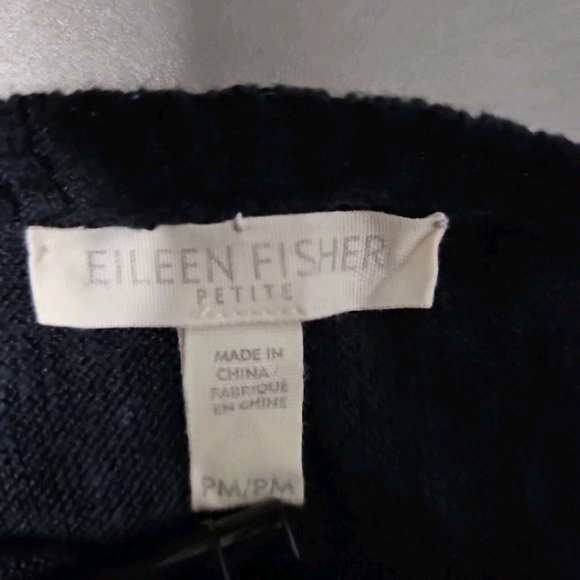 EILEEN FISHER
PETITE
MADE IN
CHINA/
FABRIQUÉ
EN CHINE
PM/PM